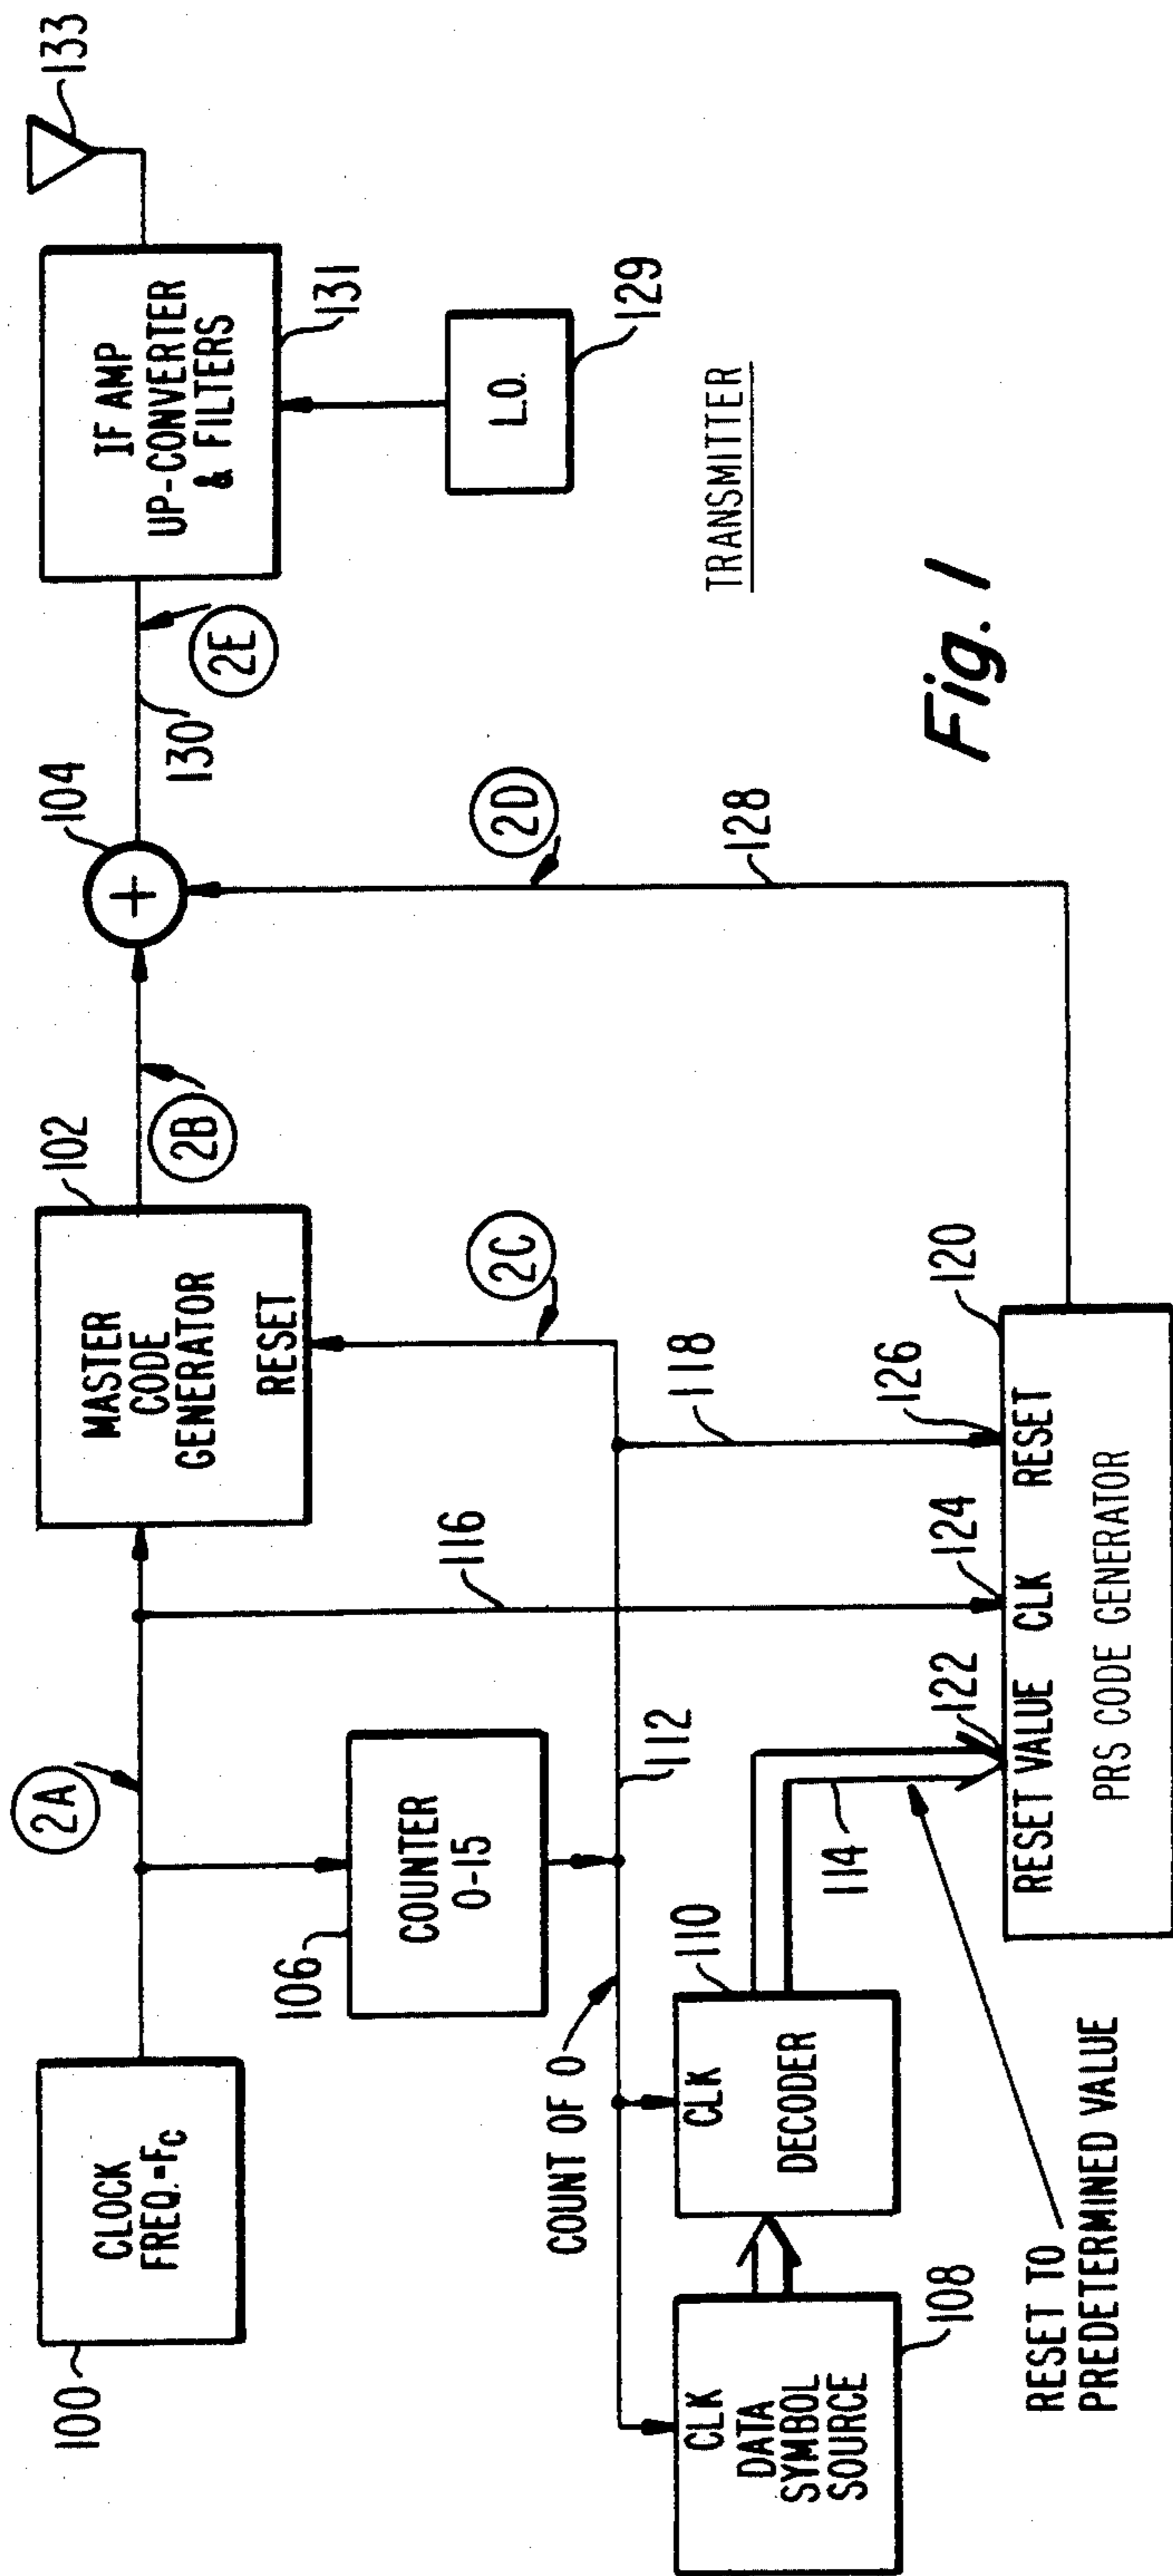 100
CLOCK
FREQ.=FC
2A
MASTER
CODE
GENERATOR
RESET
102
2B
104
130
2E
IF AMP
UP-CONVERTER
& FILTERS
131
133
L.O.
129
106
COUNTER
0-15
116
2C
2D
TRANSMITTER
COUNT OF 0
112
118
128
CLK
DATA
SYMBOL
SOURCE
108
CLK
DECODER
110
114
122
124
126
120
RESET VALUE
CLK
RESET
PRS CODE GENERATOR
RESET TO
PREDETERMINED VALUE
Fig. 1